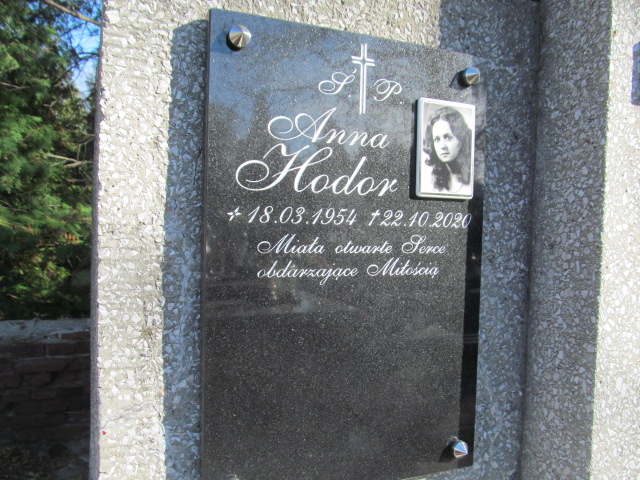 Ś P
Anna
Hodor
* 18.03.1954 † 22.10.2020
Miała otwarte Serce
obdarzające Miłością